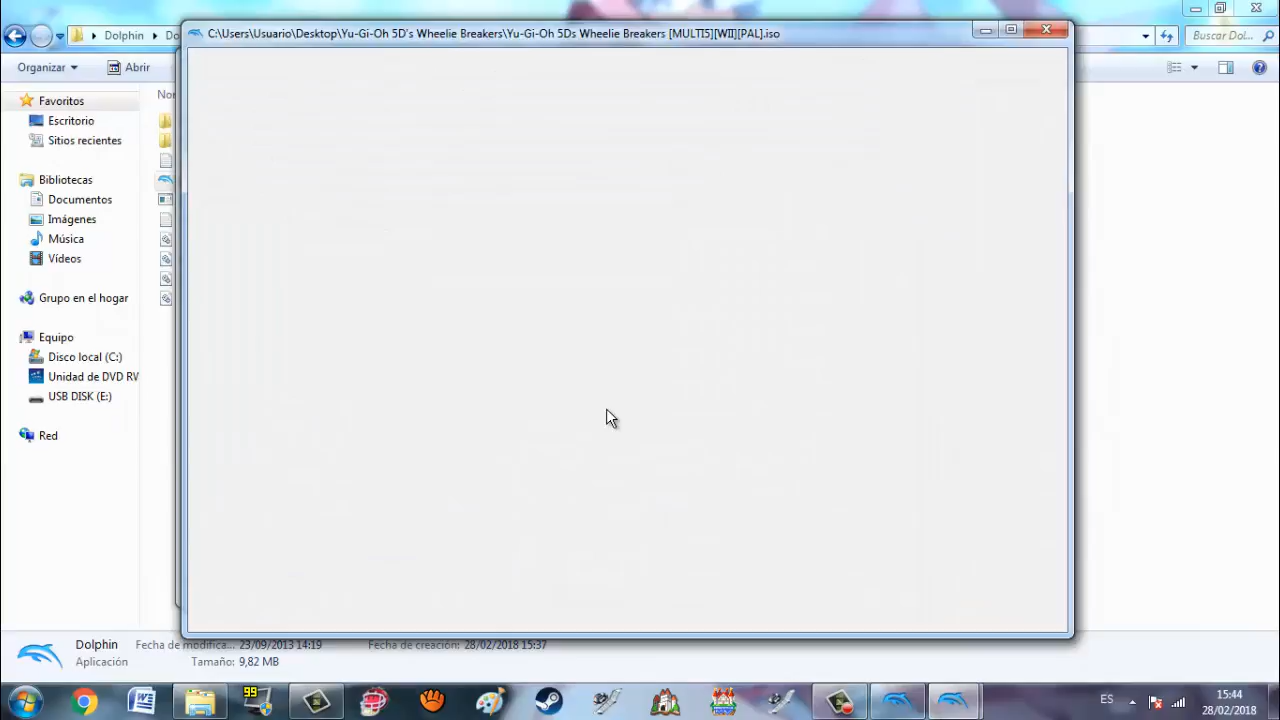 C:\Users\Usuario\Desktop\Yu-Gi-Oh 5D's Wheelie Breakers\Yu-Gi-Oh 5Ds Wheelie Breakers [MULTI5][WII][PAL].iso
Dolphin
Buscar Dol...
Organizar
Abrir
Favoritos
Escritorio
Sitios recientes
Bibliotecas
Documentos
Imágenes
Música
Vídeos
Grupo en el hogar
Equipo
Disco local (C:)
Unidad de DVD RW
USB DISK (E:)
Red
Dolphin Fecha de modifica... 23/09/2013 14:19 Fecha de creación: 28/02/2018 15:37
Aplicación Tamaño: 9,82 MB
99
ES
15:44
28/02/2018